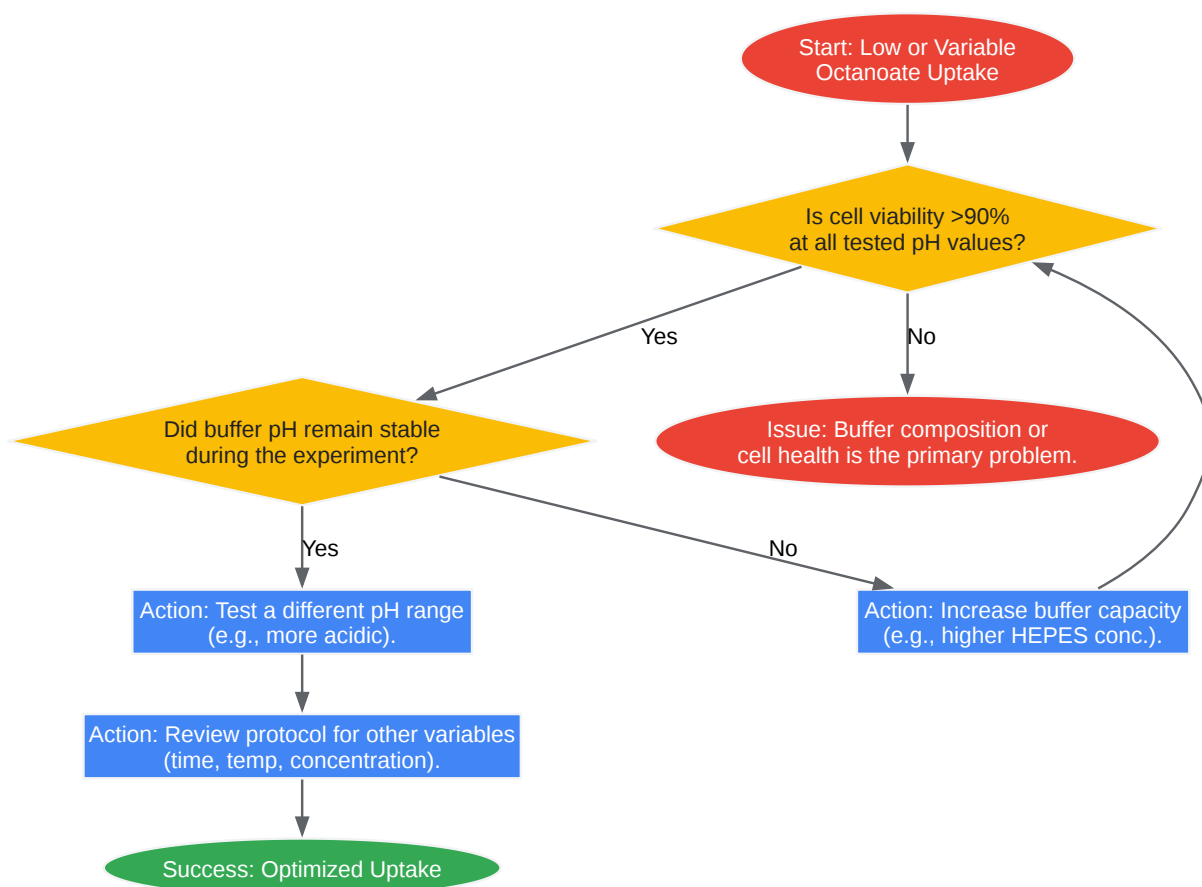 Start: Low or Variable
Octanoate Uptake
Is cell viability >90%
at all tested pH values?
Yes
No
Did buffer pH remain stable
during the experiment?
Issue: Buffer composition or
cell health is the primary problem.
Yes
No
Action: Test a different pH range
(e.g., more acidic).
Action: Increase buffer capacity
(e.g., higher HEPES conc.).
Action: Review protocol for other variables
(time, temp, concentration).
Success: Optimized Uptake